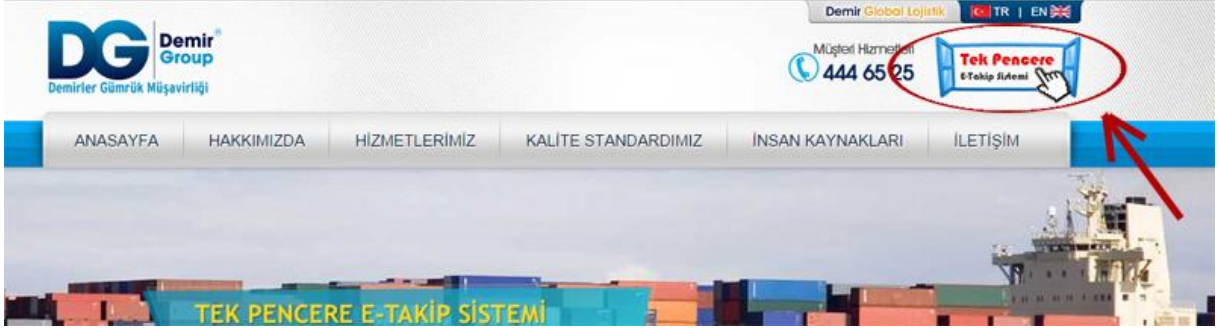 Demir Global Lojistik TR | EN
DG Demir Group
Demirler Gümrük Müşavirliği
Müşteri Hizmetleri
444 65 25
Tek Pencere
E-Takip Sistemi
ANASAYFA HAKKIMIZDA HİZMETLERİMİZ KALİTE STANDARDIMIZ İNSAN KAYNAKLARI İLETİŞİM
TEK PENCERE E-TAKİP SİSTEMİ